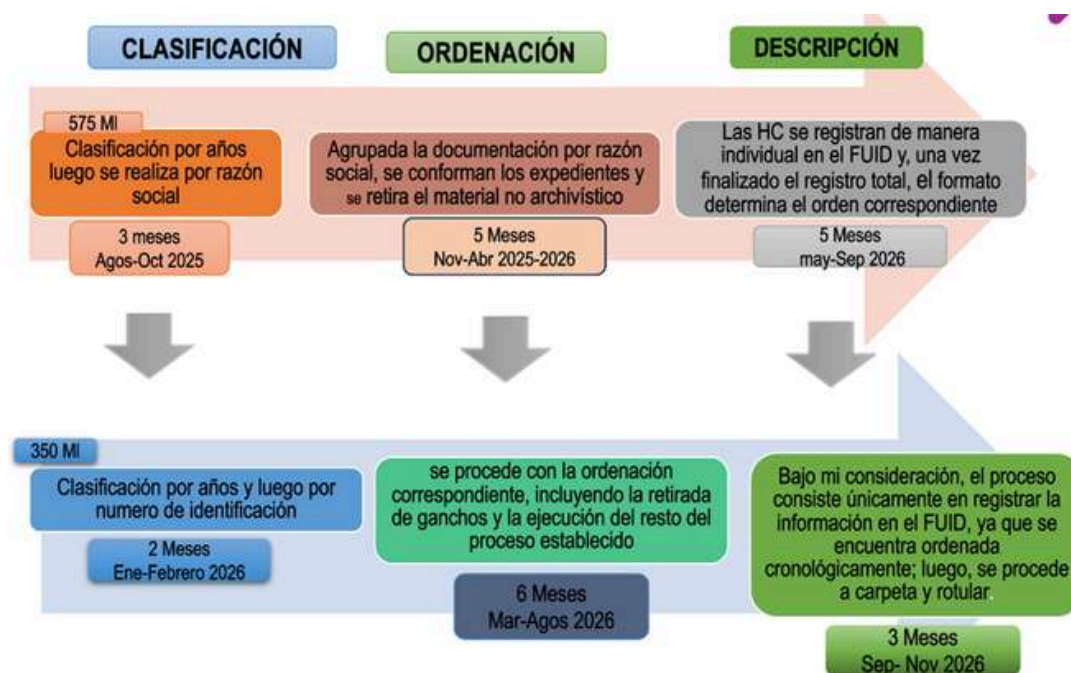 CLASIFICACIÓN
ORDENACIÓN
DESCRIPCIÓN
575 Ml
Clasificación por años
luego se realiza por razón
social
3 meses
Agos-Oct 2025
Agrupada la documentación por razón
social, se conforman los expedientes y
se retira el material no archivístico
5 Meses
Nov-Abr 2025-2026
Las HC se registran de manera
individual en el FUID y, una vez
finalizado el registro total, el formato
determina el orden correspondiente
5 Meses
may-Sep 2026
350 Ml
Clasificación por años y luego por
numero de identificación
2 Meses
Ene-Febrero 2026
se procede con la ordenación
correspondiente, incluyendo la retirada
de ganchos y la ejecución del resto del
proceso establecido
6 Meses
Mar-Agos 2026
Bajo mi consideración, el proceso
consiste únicamente en registrar la
información en el FUID, ya que se
encuentra ordenada
cronológicamente; luego, se procede
a carpeta y rotular.
3 Meses
Sep- Nov 2026